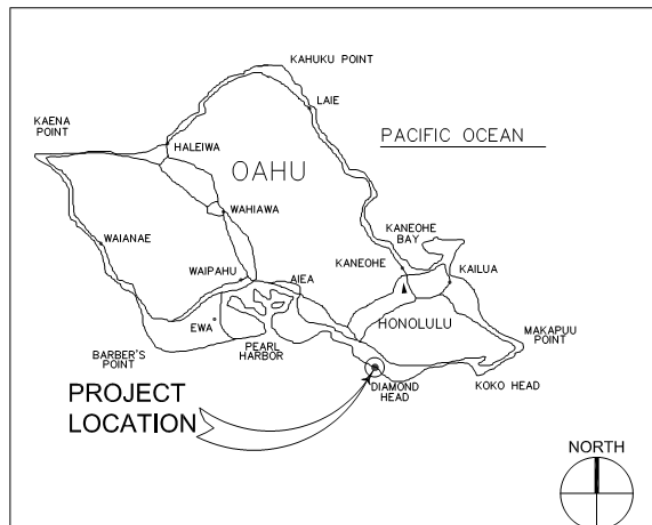 KAHUKU POINT
LAIE
KAENA
POINT
PACIFIC OCEAN
HALEIWA
OAHU
WAHIAWA
KANEOHE
BAY
WAIANAE
KANEOHE
KAILUA
WAIPAHU
AIEA
EWA
HONOLULU
MAKAPUU
POINT
PEARL
HARBOR
BARBER'S
POINT
KOKO HEAD
DIAMOND
HEAD
PROJECT
LOCATION
NORTH